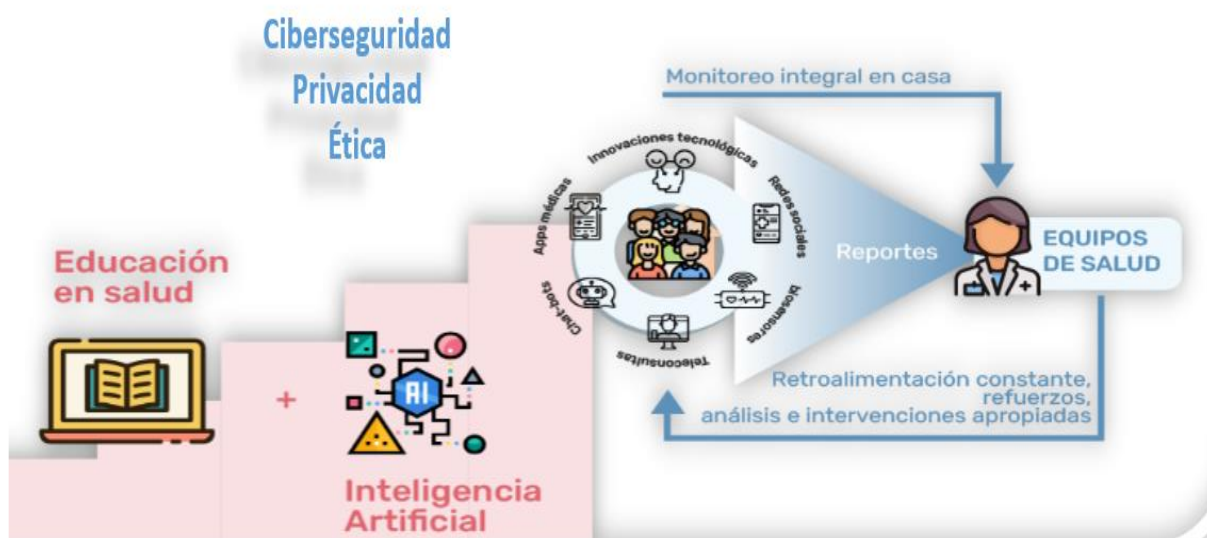 Ciberseguridad
Privacidad
Ética
Educación
en salud
+
AI
Inteligencia
Artificial
Innovaciones tecnológicas
Redes sociales
biosensores
Teleconsultas
Chat-bots
Apps médicas
Monitoreo integral en casa
Reportes
EQUIPOS
DE SALUD
Retroalimentación constante,
refuerzos,
análisis e intervenciones apropiadas